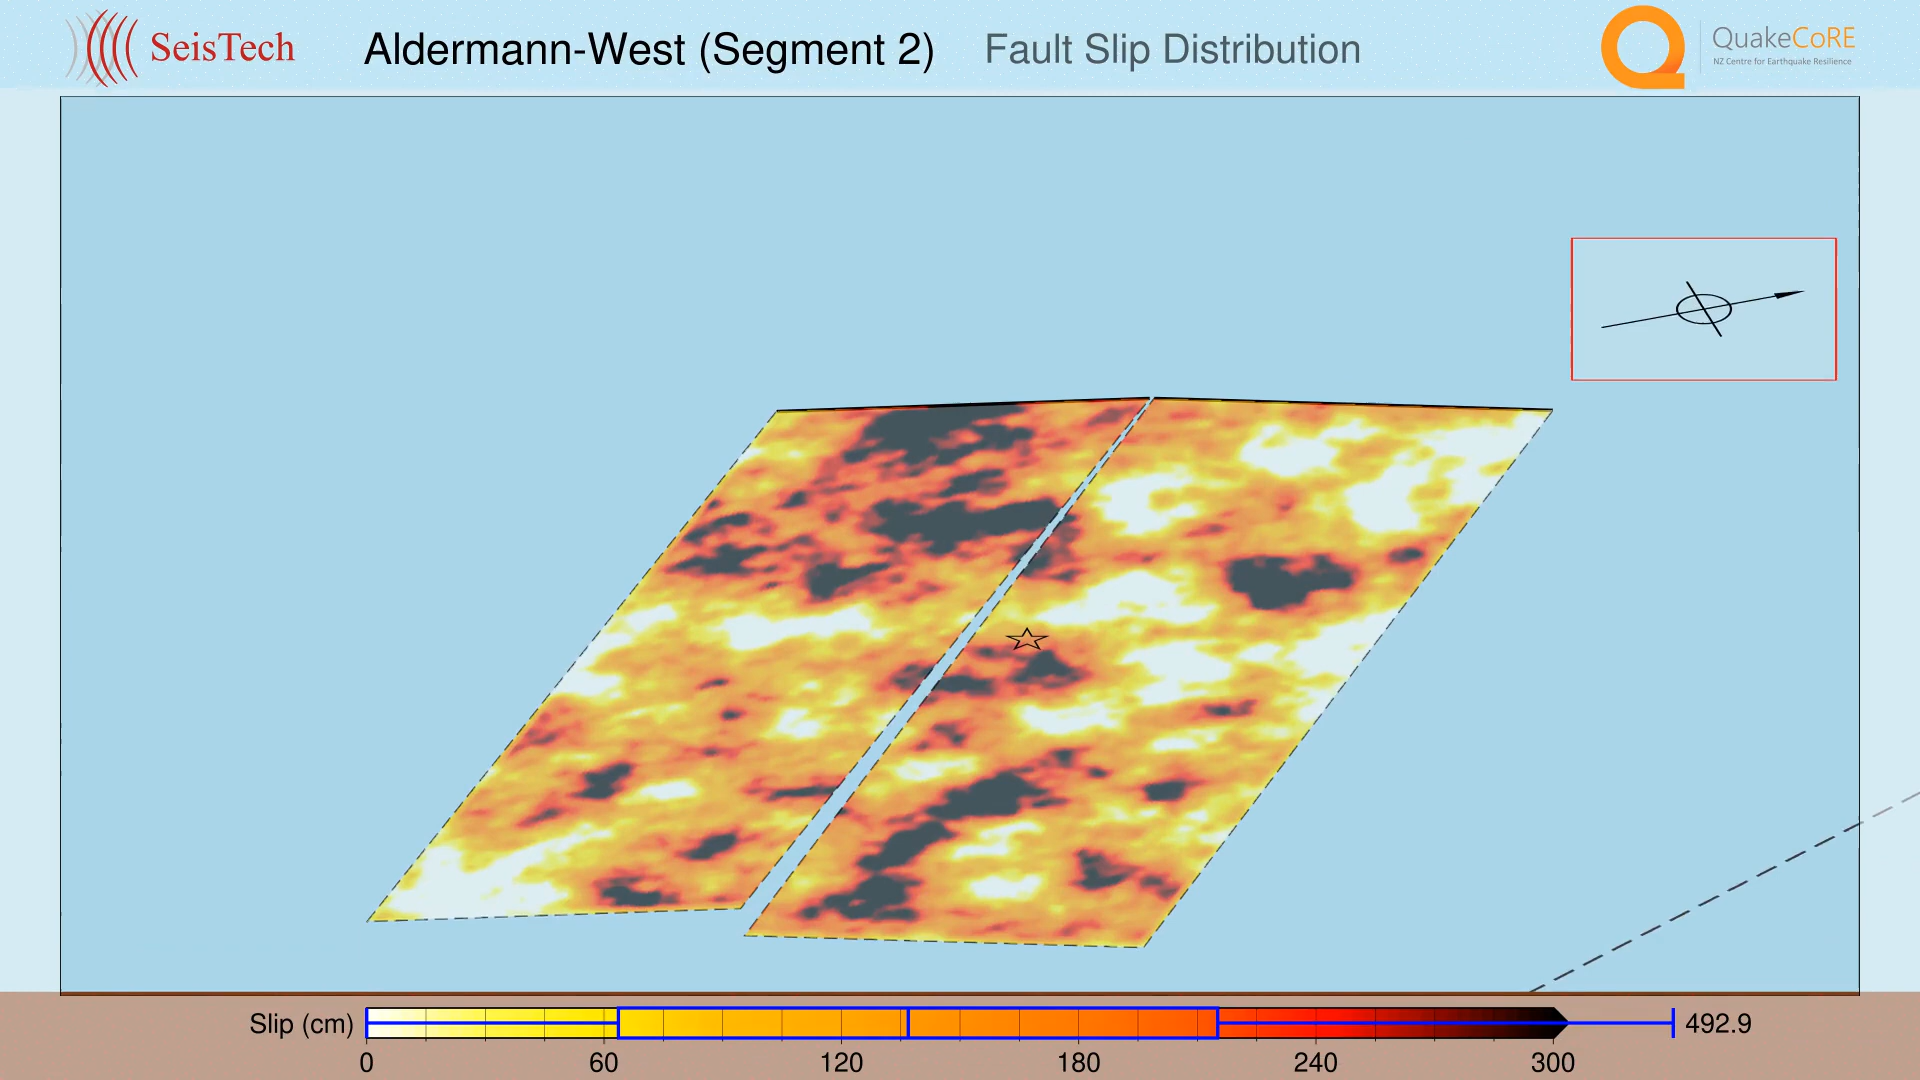 SeisTech
Aldermann-West (Segment 2) Fault Slip Distribution
QuakeCoRE
NZ Centre for Earthquake Resilience
Slip (cm)
492.9
0 60 120 180 240 300